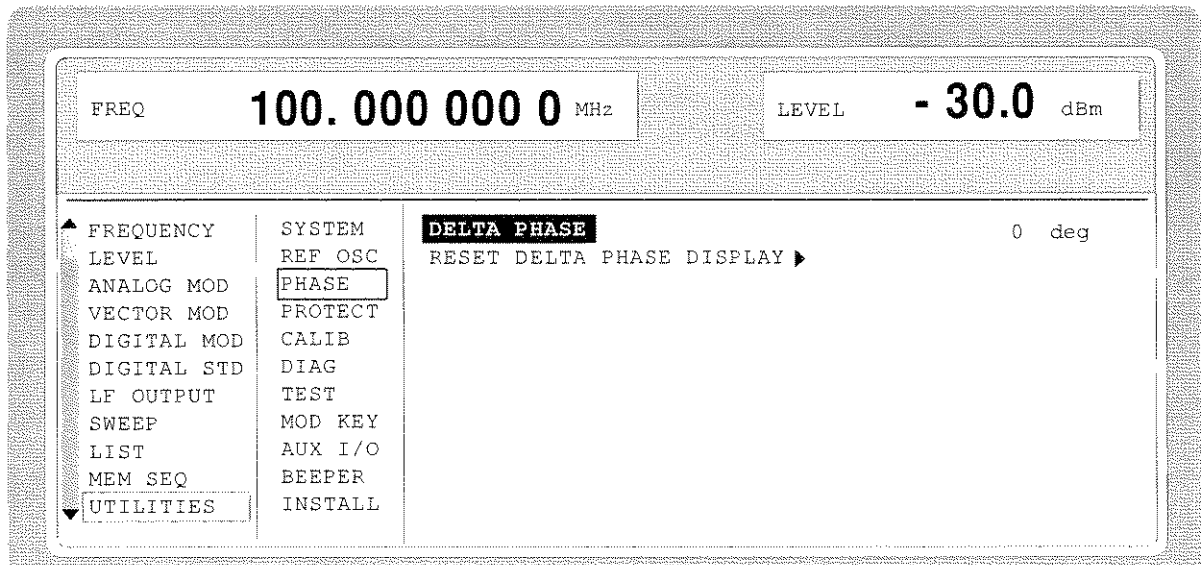 FREQ 100. 000 000 0 MHz LEVEL - 30.0 dBm
FREQUENCY SYSTEM DELTA PHASE 0 deg
LEVEL REF OSC RESET DELTA PHASE DISPLAY
ANALOG MOD PHASE
VECTOR MOD PROTECT
DIGITAL MOD CALIB
DIGITAL STD DIAG
LF OUTPUT TEST
SWEEP MOD KEY
LIST AUX I/O
MEM SEQ BEEPER
UTILITIES INSTALL